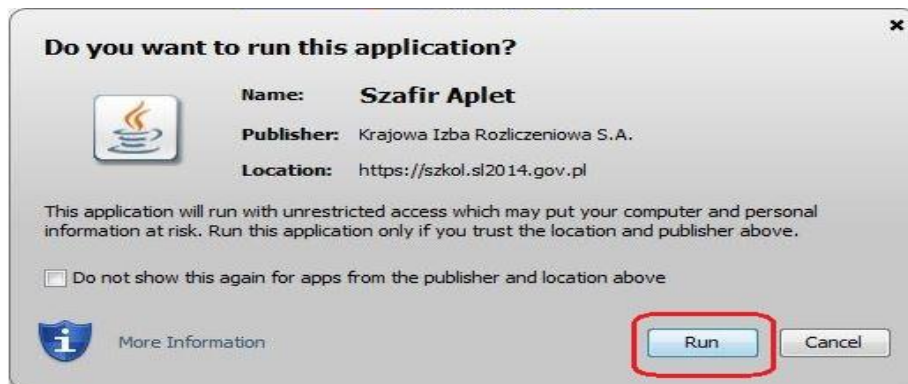 Do you want to run this application?
Name: Szafir Aplet
Publisher: Krajowa Izba Rozliczeniowa S.A.
Location: https://szkol.sl2014.gov.pl
This application will run with unrestricted access which may put your computer and personal
information at risk. Run this application only if you trust the location and publisher above.
Do not show this again for apps from the publisher and location above
More Information
Run
Cancel